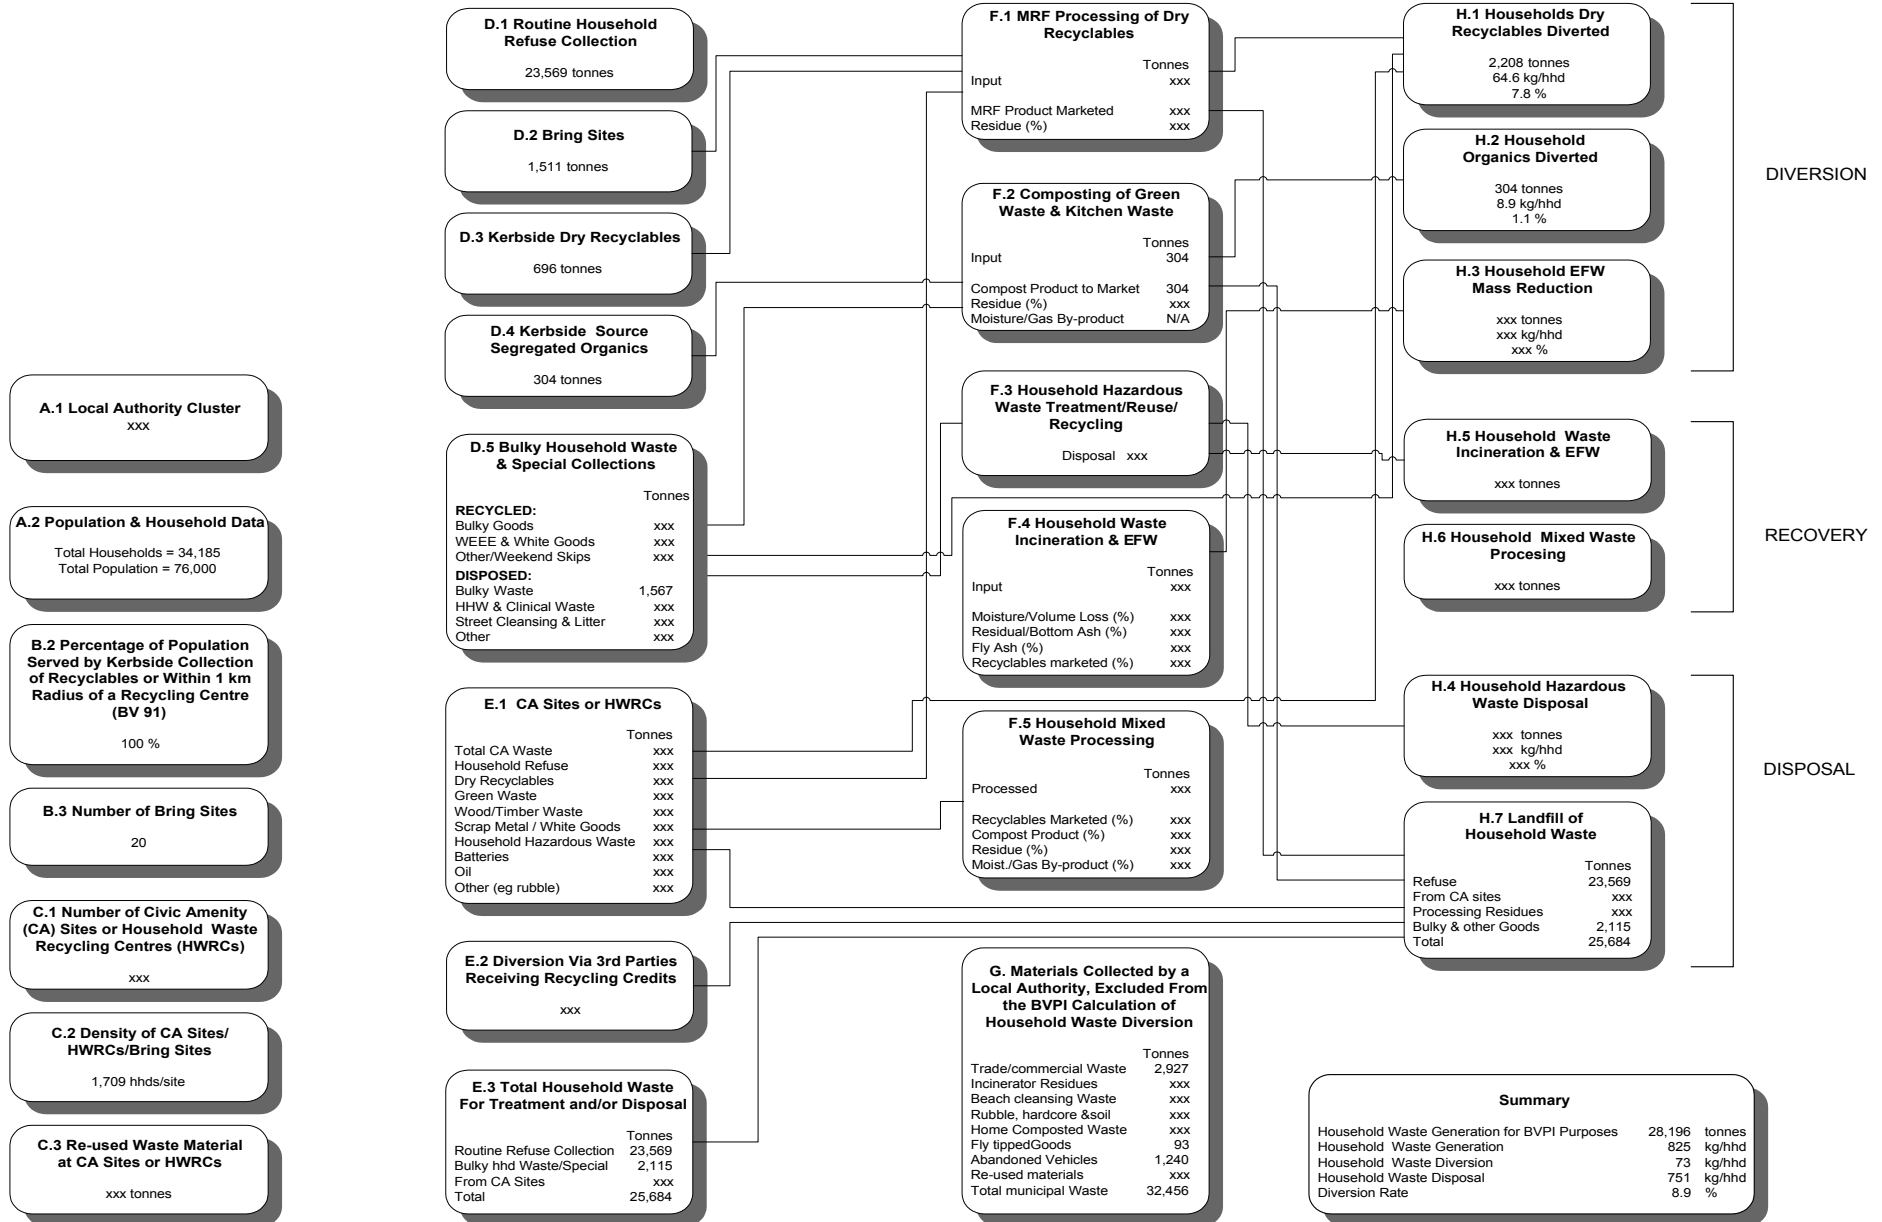 A.1 Local Authority Cluster
xxx
A.2 Population & Household Data
Total Households = 34,185
Total Population = 76,000
B.2 Percentage of Population
Served by Kerbside Collection
of Recyclables or Within 1 km
Radius of a Recycling Centre
(BV 91)
100 %
B.3 Number of Bring Sites
20
C.1 Number of Civic Amenity
(CA) Sites or Household Waste
Recycling Centres (HWRCs)
xxx
C.2 Density of CA Sites/
HWRCs/Bring Sites
1,709 hhds/site
C.3 Re-used Waste Material
at CA Sites or HWRCs
xxx tonnes
D.1 Routine Household
Refuse Collection
23,569 tonnes
D.2 Bring Sites
1,511 tonnes
D.3 Kerbside Dry Recyclables
696 tonnes
D.4 Kerbside Source
Segregated Organics
304 tonnes
D.5 Bulky Household Waste
& Special Collections
Tonnes
RECYCLED:
Bulky Goods xxx
WEEE & White Goods xxx
Other/Weekend Skips xxx
DISPOSED:
Bulky Waste 1,567
HHW & Clinical Waste xxx
Street Cleansing & Litter xxx
Other xxx
E.1 CA Sites or HWRCs
Tonnes
Total CA Waste xxx
Household Refuse xxx
Dry Recyclables xxx
Green Waste xxx
Wood/Timber Waste xxx
Scrap Metal / White Goods xxx
Household Hazardous Waste xxx
Batteries xxx
Oil xxx
Other (eg rubble) xxx
E.2 Diversion Via 3rd Parties
Receiving Recycling Credits
xxx
E.3 Total Household Waste
For Treatment and/or Disposal
Tonnes
Routine Refuse Collection 23,569
Bulky hhd Waste/Special 2,115
From CA Sites xxx
Total 25,684
F.1 MRF Processing of Dry
Recyclables
Tonnes
Input xxx
MRF Product Marketed xxx
Residue (%) xxx
F.2 Composting of Green
Waste & Kitchen Waste
Tonnes
Input 304
Compost Product to Market 304
Residue (%) xxx
Moisture/Gas By-product N/A
F.3 Household Hazardous
Waste Treatment/Reuse/
Recycling
Disposal xxx
F.4 Household Waste
Incineration & EFW
Tonnes
Input xxx
Moisture/Volume Loss (%) xxx
Residual/Bottom Ash (%) xxx
Fly Ash (%) xxx
Recyclables marketed (%) xxx
F.5 Household Mixed
Waste Processing
Tonnes
Processed xxx
Recyclables Marketed (%) xxx
Compost Product (%) xxx
Residue (%) xxx
Moist./Gas By-product (%) xxx
G. Materials Collected by a
Local Authority, Excluded From
the BVPI Calculation of
Household Waste Diversion
Tonnes
Trade/commercial Waste 2,927
Incinerator Residues xxx
Beach cleansing Waste xxx
Rubble, hardcore &soil xxx
Home Composted Waste xxx
Fly tippedGoods 93
Abandoned Vehicles 1,240
Re-used materials xxx
Total municipal Waste 32,456
H.1 Households Dry
Recyclables Diverted
2,208 tonnes
64.6 kg/hhd
7.8 %
H.2 Household
Organics Diverted
304 tonnes
8.9 kg/hhd
1.1 %
H.3 Household EFW
Mass Reduction
xxx tonnes
xxx kg/hhd
xxx %
H.5 Household Waste
Incineration & EFW
xxx tonnes
H.6 Household Mixed Waste
Procesing
xxx tonnes
H.4 Household Hazardous
Waste Disposal
xxx tonnes
xxx kg/hhd
xxx %
H.7 Landfill of
Household Waste
Tonnes
Refuse 23,569
From CA sites xxx
Processing Residues xxx
Bulky & other Goods 2,115
Total 25,684
DIVERSION
RECOVERY
DISPOSAL
Summary
Household Waste Generation for BVPI Purposes 28,196 tonnes
Household Waste Generation 825 kg/hhd
Household Waste Diversion 73 kg/hhd
Household Waste Disposal 751 kg/hhd
Diversion Rate 8.9 %